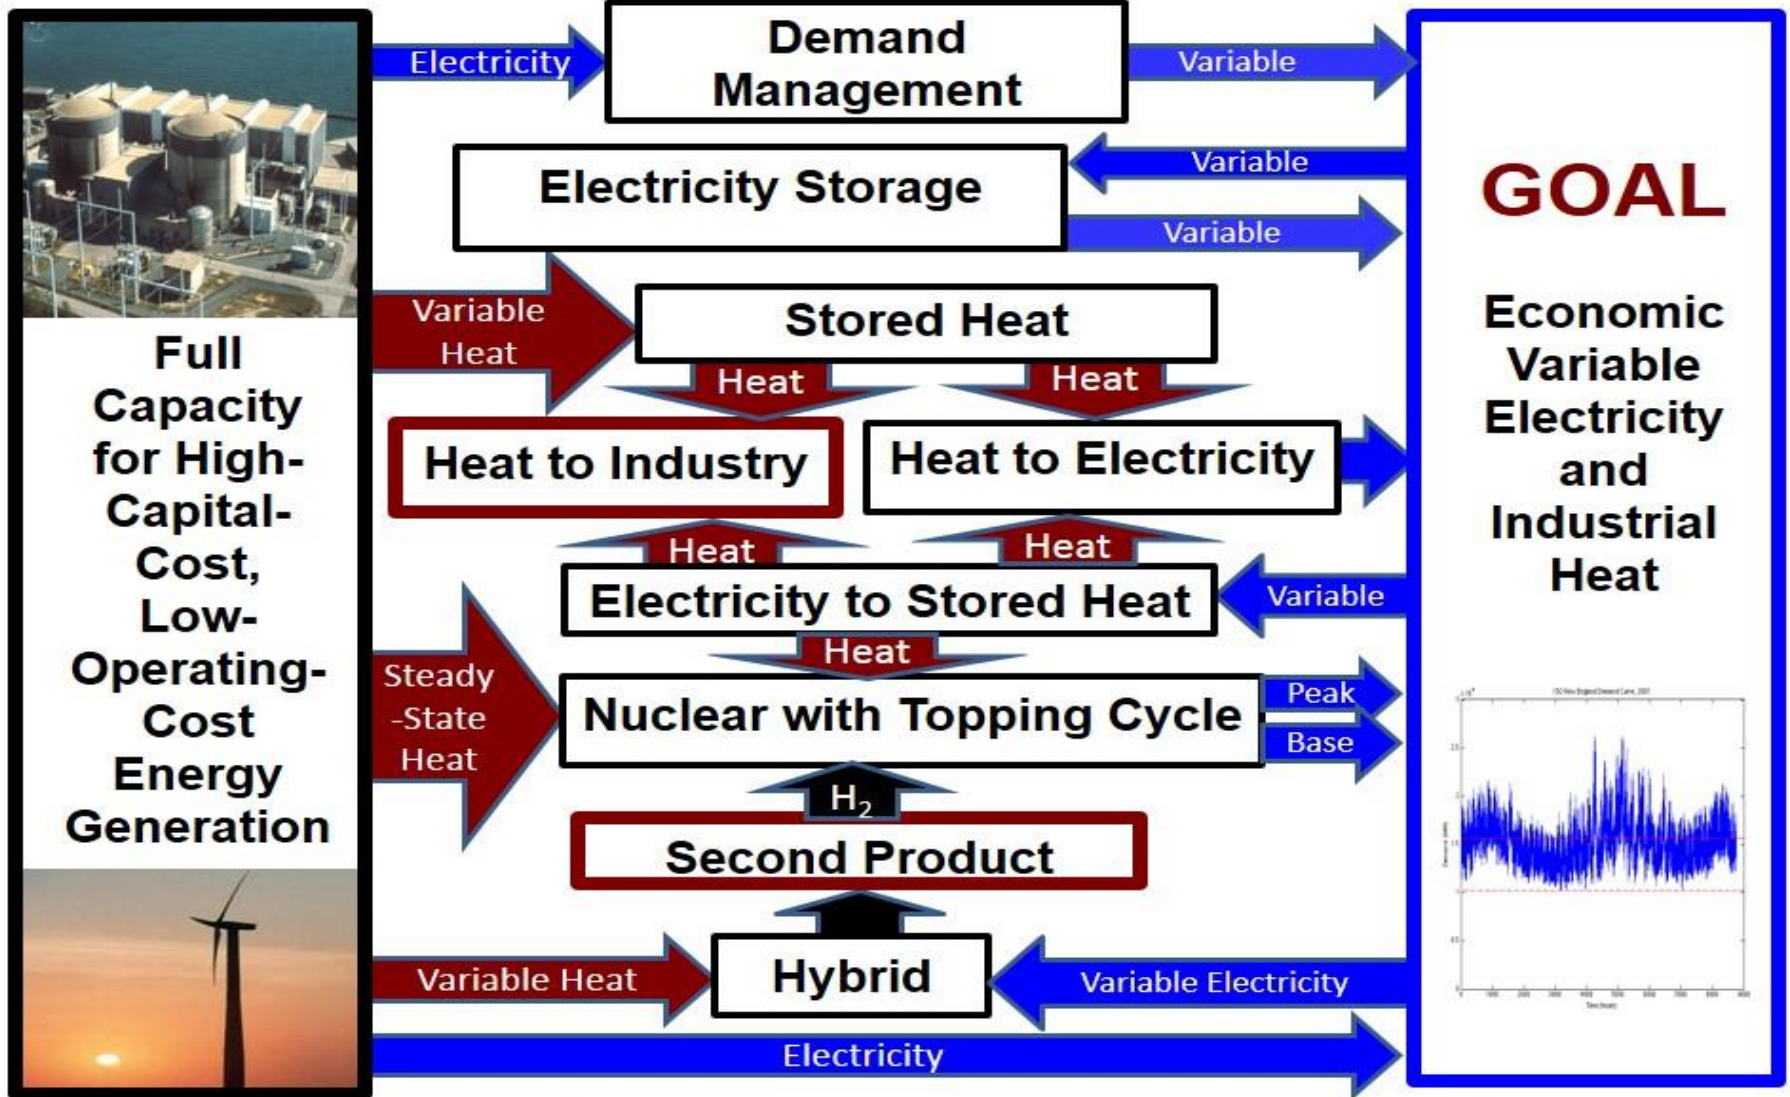 Full
Capacity
for High-
Capital-
Cost,
Low-
Operating-
Cost
Energy
Generation
Electricity
Demand
Management
Variable
Electricity Storage
Variable
Variable
Variable
Heat
Stored Heat
Heat
Heat
Heat to Industry
Heat to Electricity
Heat
Heat
Electricity to Stored Heat
Variable
Heat
Steady
-State
Heat
Nuclear with Topping Cycle
Peak
Base
H₂
Second Product
Variable Heat
Hybrid
Variable Electricity
Electricity
GOAL
Economic
Variable
Electricity
and
Industrial
Heat